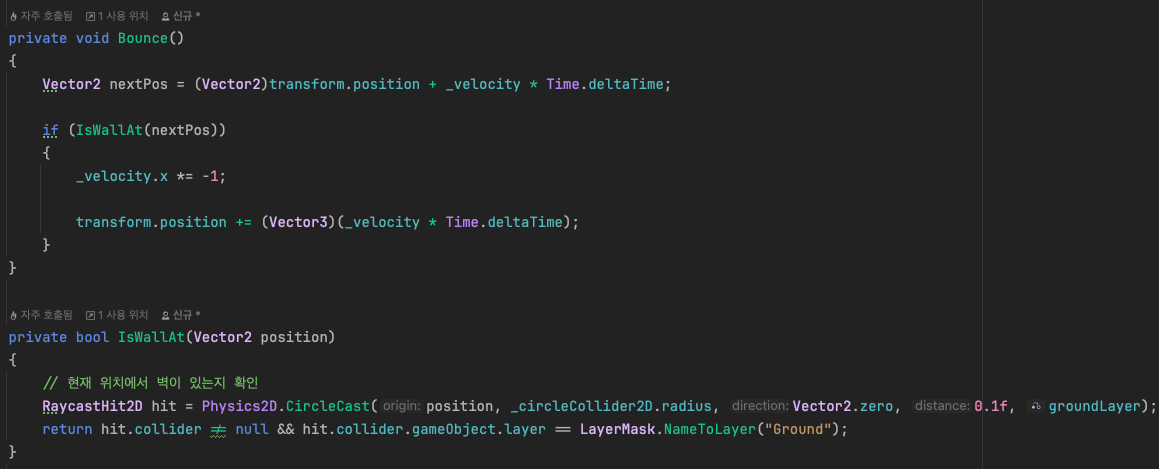 자주 호출됨 1 사용 위치 신규 *
private void Bounce()
{
Vector2 nextPos = (Vector2)transform.position + _velocity * Time.deltaTime;
if (IsWallAt(nextPos))
{
_velocity.x *= -1;
transform.position += (Vector3)(_velocity * Time.deltaTime);
}
}
자주 호출됨 1 사용 위치 신규 *
private bool IsWallAt(Vector2 position)
{
// 현재 위치에서 벽이 있는지 확인
RaycastHit2D hit = Physics2D.CircleCast( origin: position, _circleCollider2D.radius, direction: Vector2.zero, distance: 0.1f, groundLayer);
return hit.collider ≠ null && hit.collider.gameObject.layer == LayerMask.NameToLayer("Ground");
}